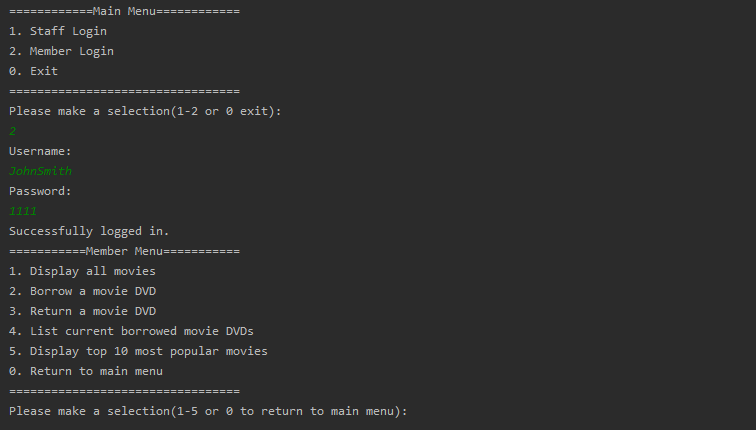 ============Main Menu============
1. Staff Login
2. Member Login
0. Exit
=================================
Please make a selection(1-2 or 0 exit):
2
Username:
JohnSmith
Password:
1111
Successfully logged in.
===========Member Menu===========
1. Display all movies
2. Borrow a movie DVD
3. Return a movie DVD
4. List current borrowed movie DVDs
5. Display top 10 most popular movies
0. Return to main menu
=================================
Please make a selection(1-5 or 0 to return to main menu):